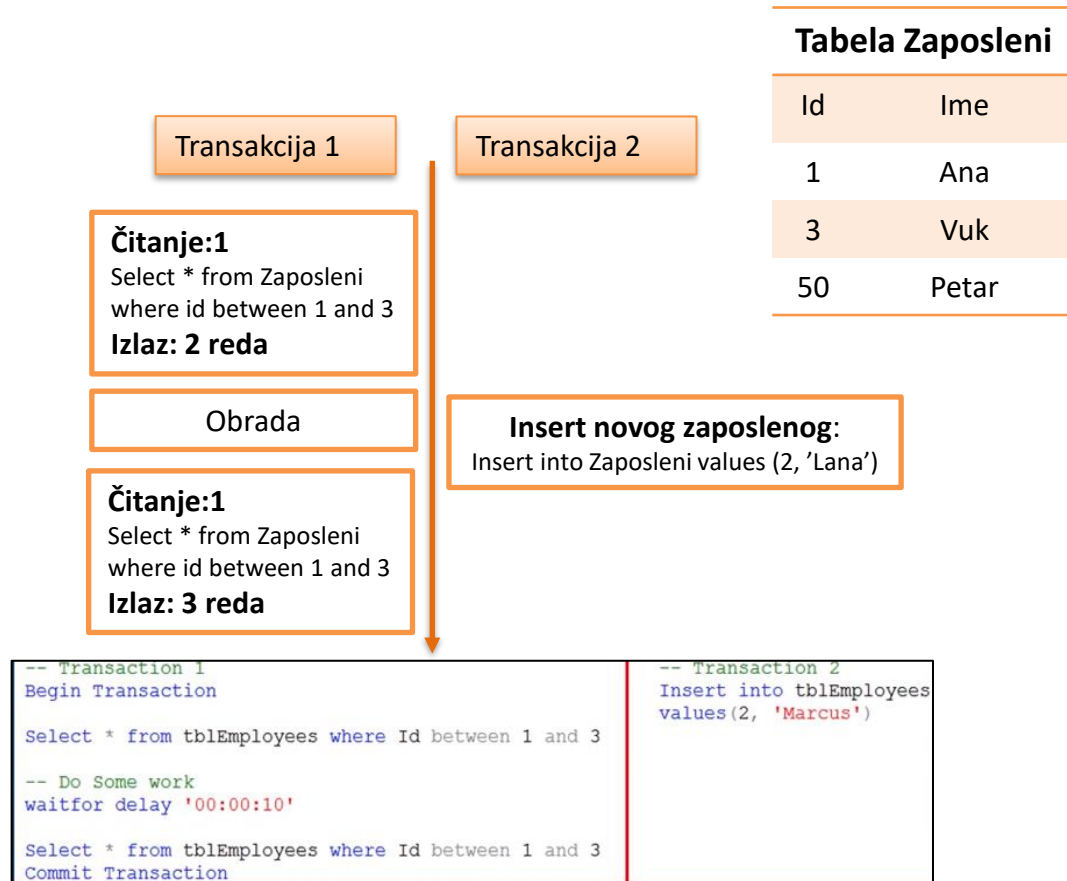 Tabela Zaposleni
Id Ime
1 Ana
3 Vuk
50 Petar
Transakcija 1
Transakcija 2
Čitanje:1
Select * from Zaposleni
where id between 1 and 3
Izlaz: 2 reda
Obrada
Insert novog zaposlenog:
Insert into Zaposleni values (2, ’Lana’)
Čitanje:1
Select * from Zaposleni
where id between 1 and 3
Izlaz: 3 reda
-- Transaction 1
Begin Transaction
Select * from tblEmployees where Id between 1 and 3
-- Do Some work
waitfor delay '00:00:10'
Select * from tblEmployees where Id between 1 and 3
Commit Transaction
-- Transaction 2
Insert into tblEmployees
values(2, 'Marcus')